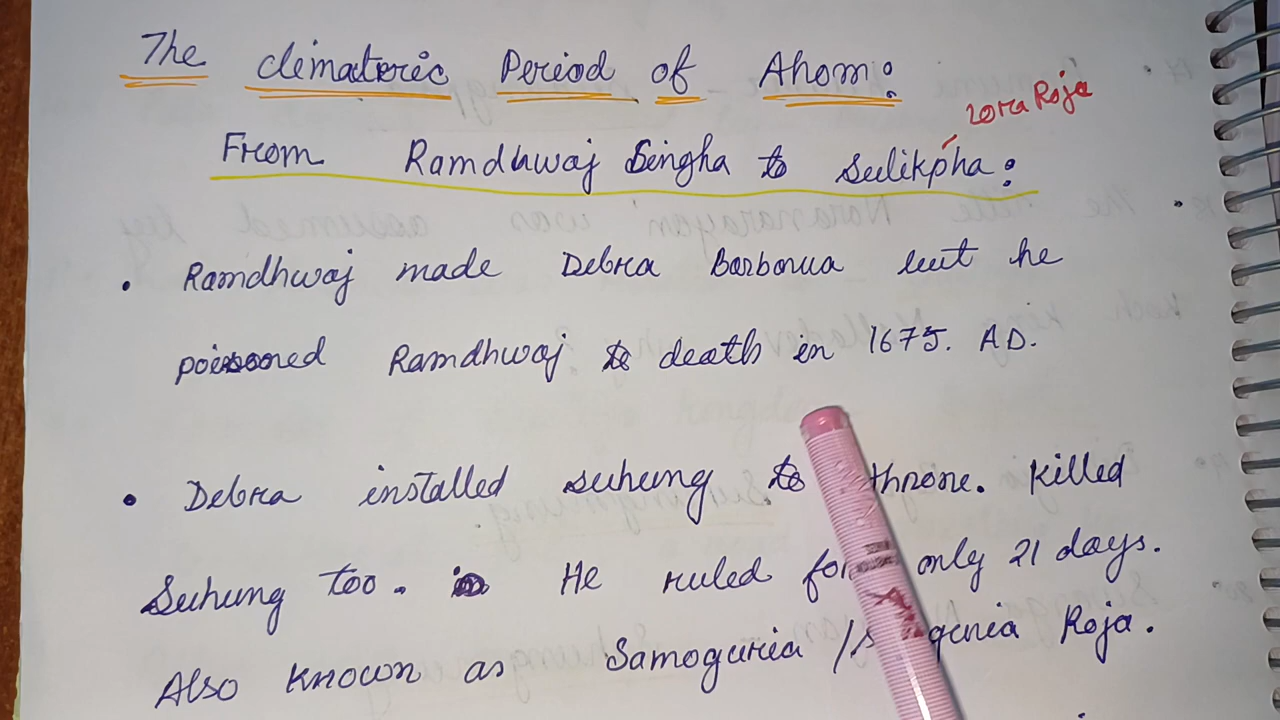 The climateric Period of Ahom:
lora Roja
From Ramdhwaj Singha to Sulikpha:
• Ramdhwaj made Debra Borborua but he
poisoned Ramdhwaj to death in 1675. AD.
• Debra installed suhung to throne. Killed
Suhung too. He ruled for only 21 days.
Also known as Samoguria / Roja.